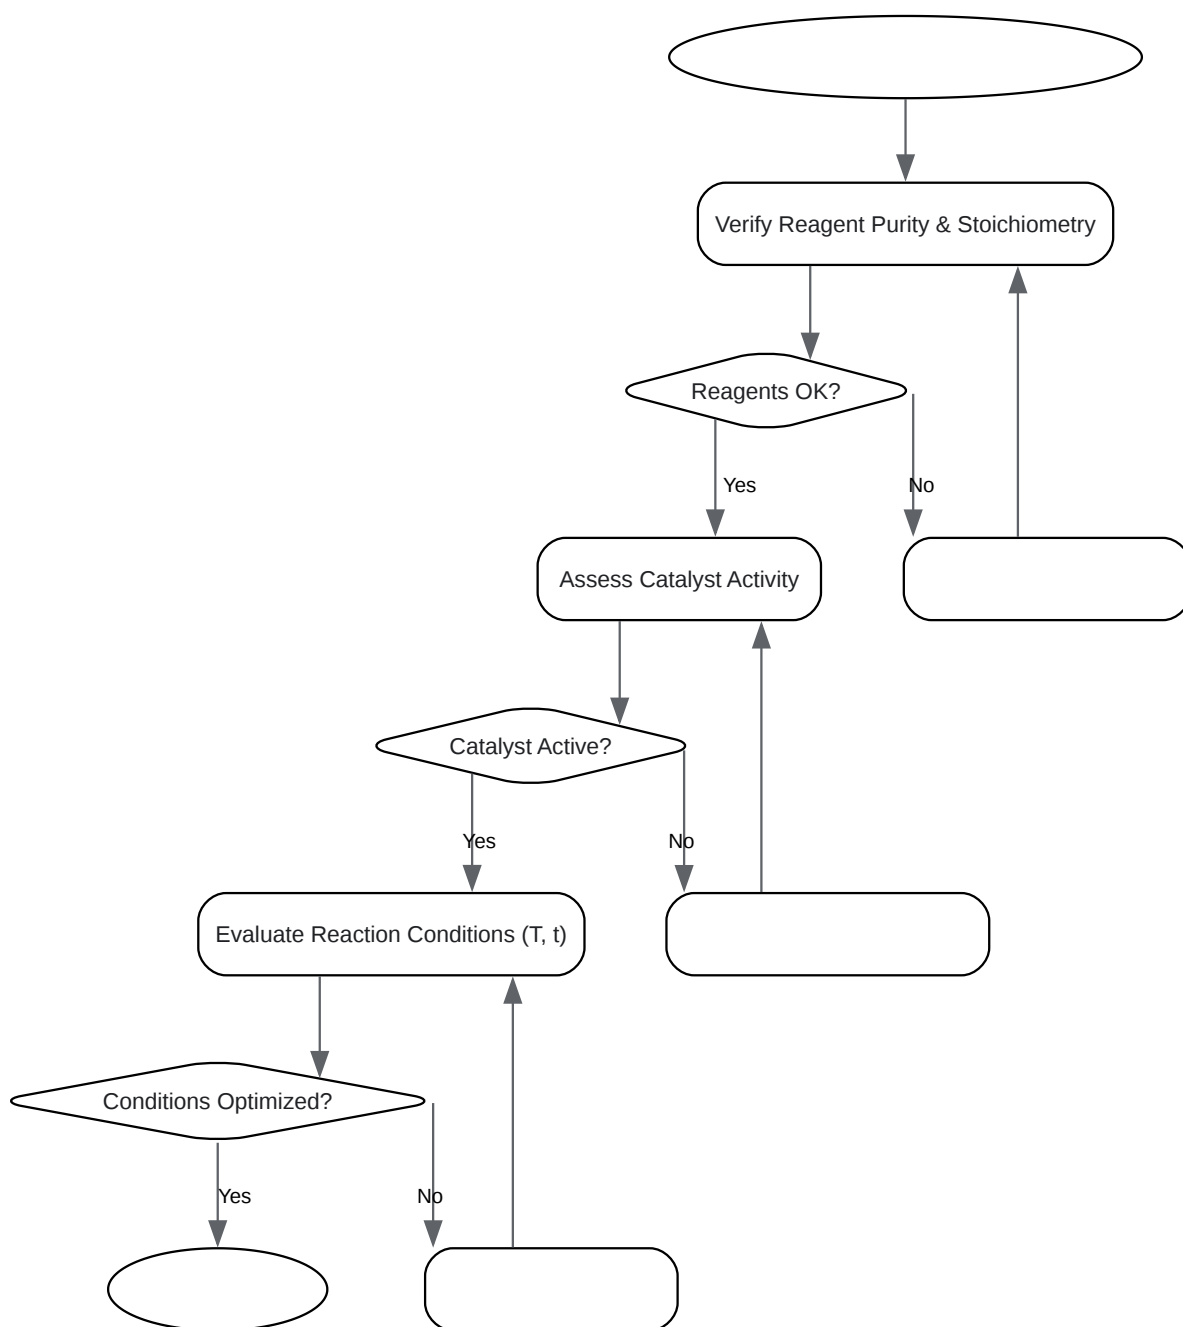 Verify Reagent Purity & Stoichiometry
Reagents OK?
Yes
No
Assess Catalyst Activity
Catalyst Active?
Yes
No
Evaluate Reaction Conditions (T, t)
Conditions Optimized?
Yes
No